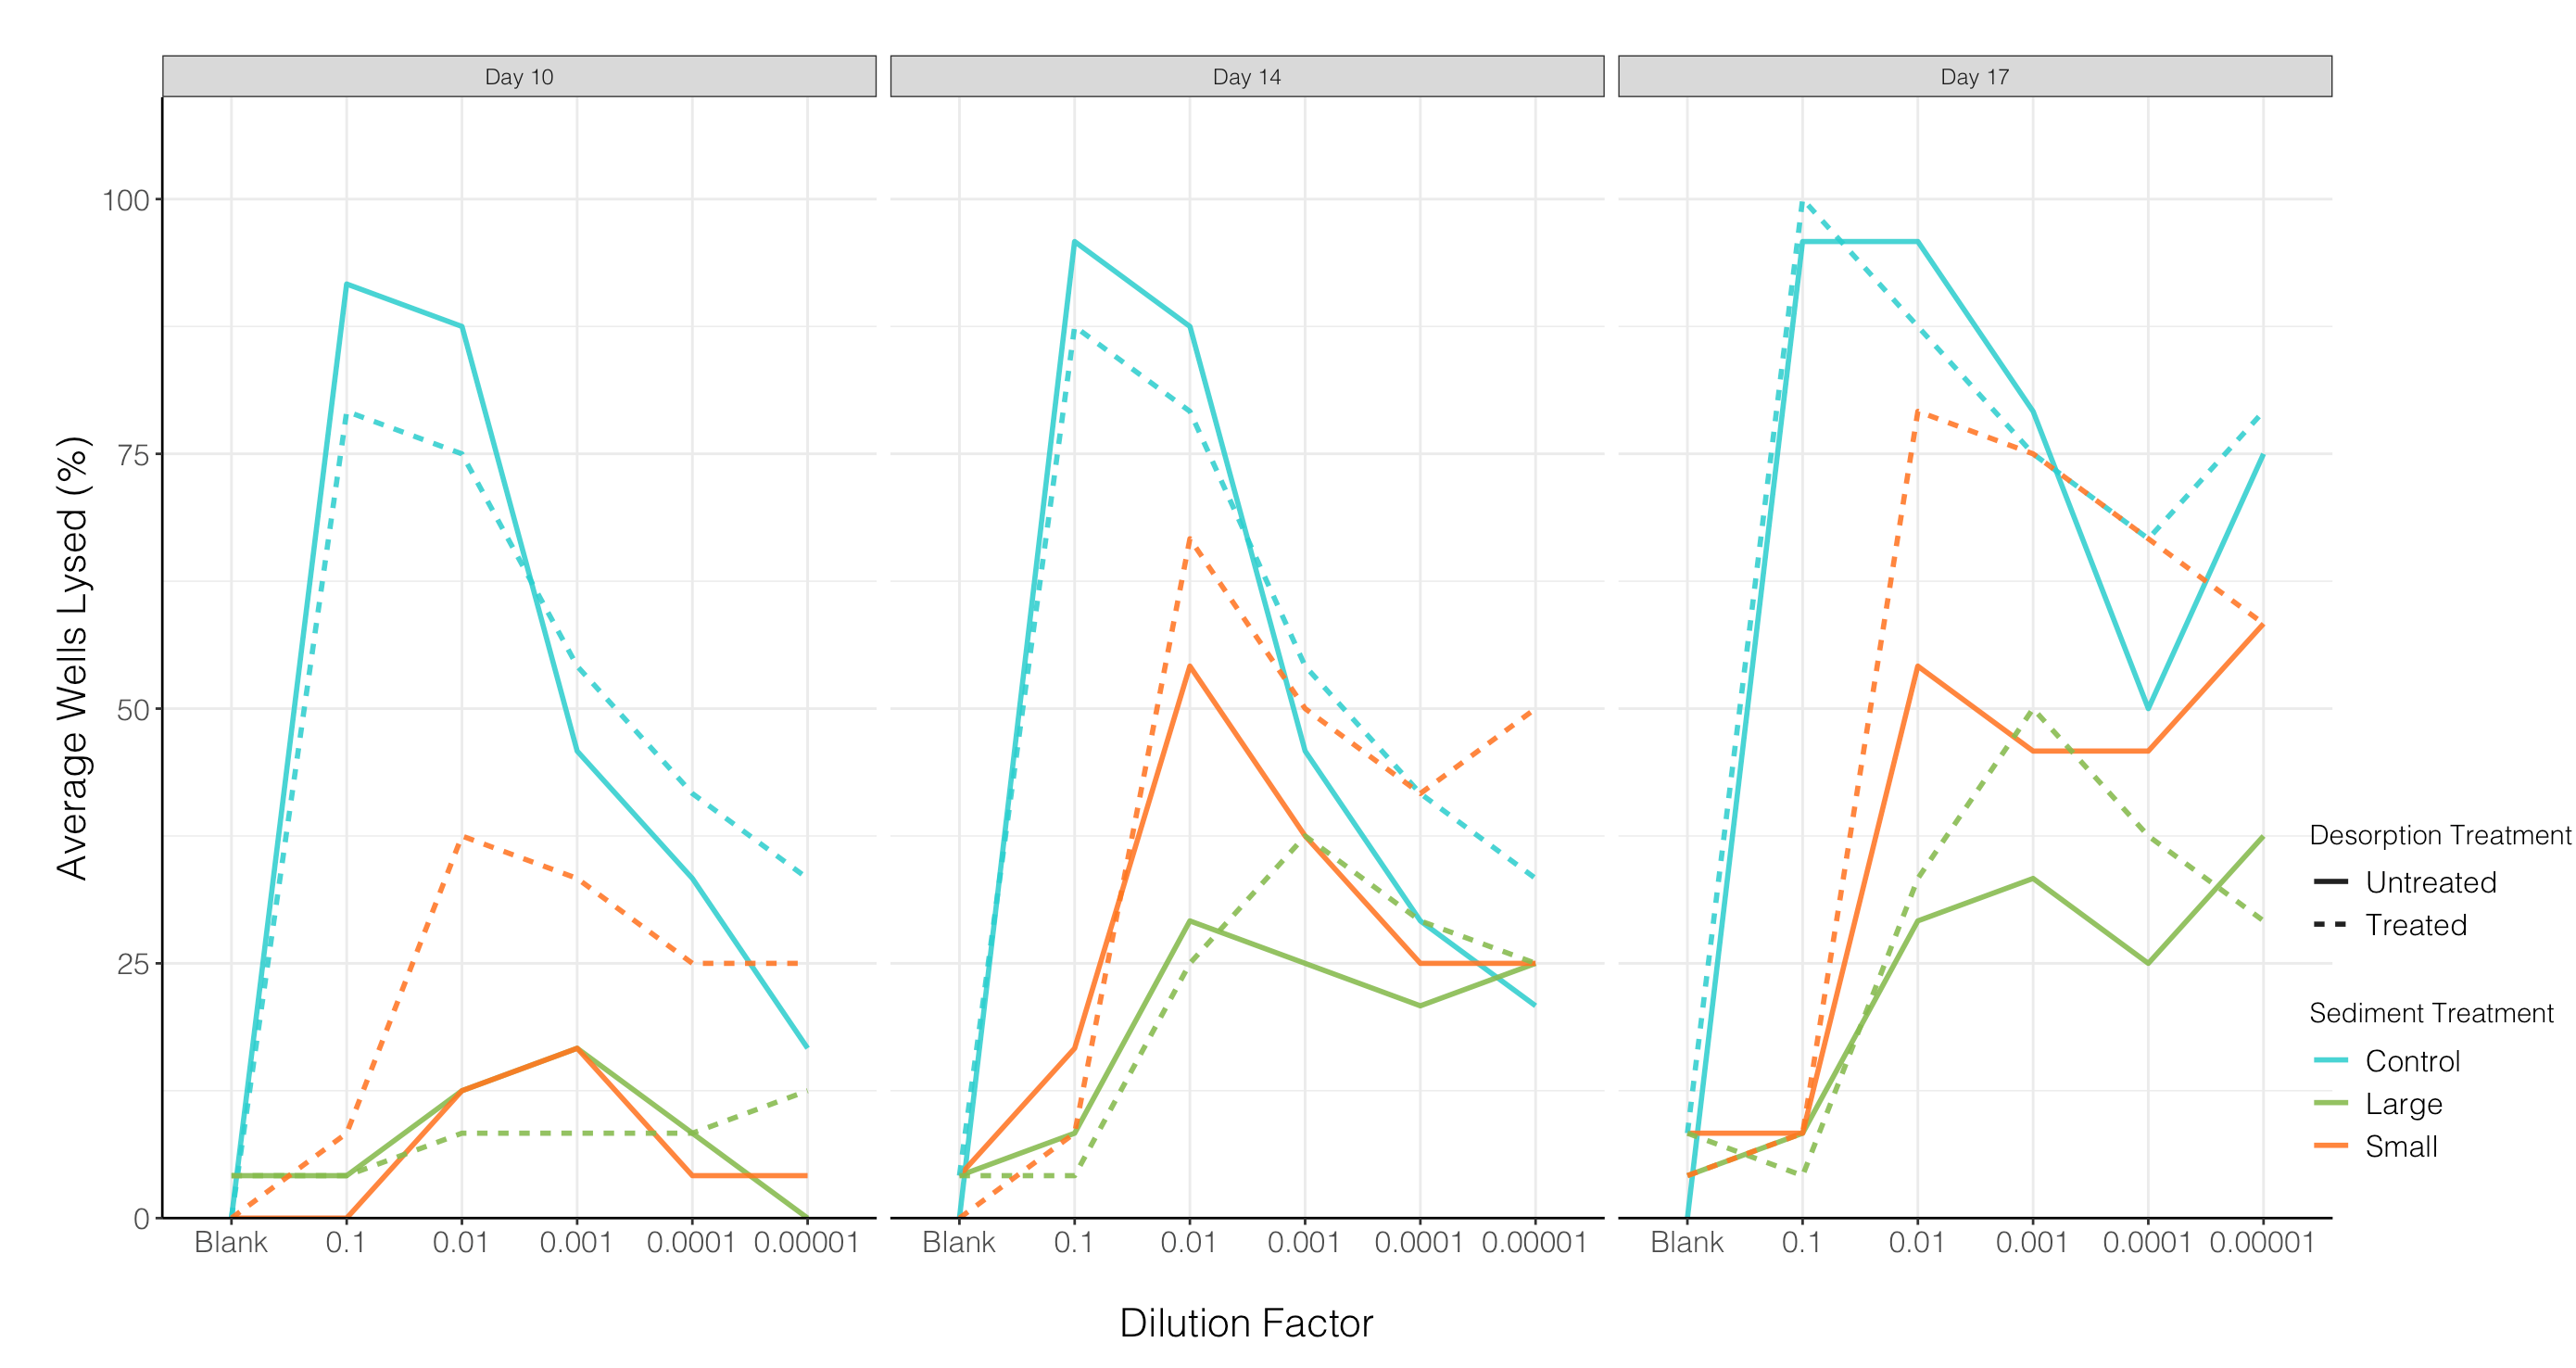 Day 10
Day 14
Day 17
100
75
50
25
0
Average Wells Lysed (%)
Blank 0.1 0.01 0.001 0.0001 0.00001
Blank 0.1 0.01 0.001 0.0001 0.00001
Blank 0.1 0.01 0.001 0.0001 0.00001
Dilution Factor
Desorption Treatment
Untreated
Treated
Sediment Treatment
Control
Large
Small